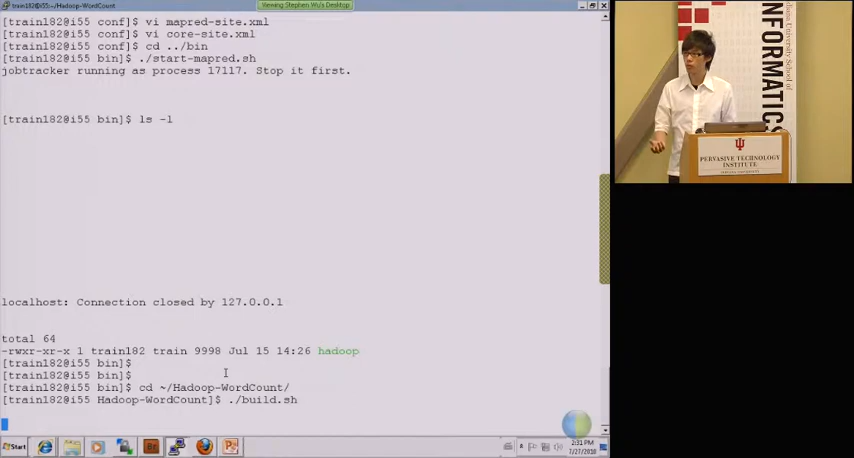 train182@i55:~/Hadoop-WordCount
Viewing Stephen Wu's Desktop
[train182@i55 conf]$ vi mapred-site.xml
[train182@i55 conf]$ vi core-site.xml
[train182@i55 conf]$ cd ../bin
[train182@i55 bin]$ ./start-mapred.sh
jobtracker running as process 17117. Stop it first.
[train182@i55 bin]$ ls -l
localhost: Connection closed by 127.0.0.1
total 64
-rwxr-xr-x 1 train182 train 9998 Jul 15 14:26 hadoop
[train182@i55 bin]$
[train182@i55 bin]$
[train182@i55 bin]$ cd ~/Hadoop-WordCount/
[train182@i55 Hadoop-WordCount]$ ./build.sh
Start
Br
2:31 PM
7/27/2010
diana University School of
INFORMATICS
PERVASIVE TECHNOLOGY
INSTITUTE